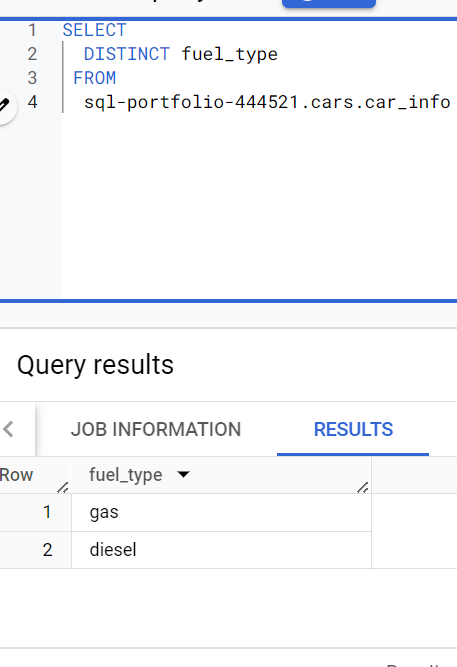 1 SELECT
2 DISTINCT fuel_type
3 FROM
4 sql-portfolio-444521.cars.car_info
Query results
JOB INFORMATION RESULTS
Row fuel_type
1 gas
2 diesel